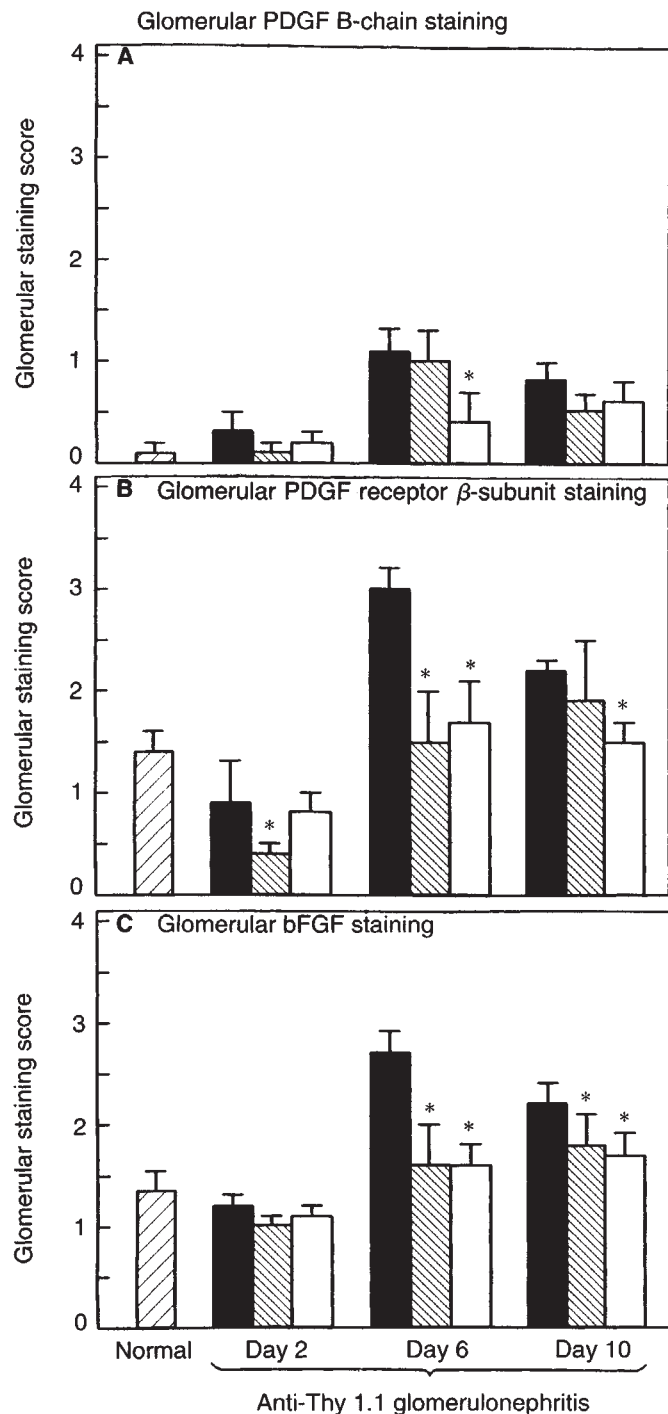 Glomerular PDGF B-chain staining
A
4
3
2
1
0
Glomerular staining score
*
B Glomerular PDGF receptor β-subunit staining
4
3
2
1
0
Glomerular staining score
*
*
*
*
C Glomerular bFGF staining
4
3
2
1
0
Glomerular staining score
*
*
*
*
Normal Day 2 Day 6 Day 10
Anti-Thy 1.1 glomerulonephritis